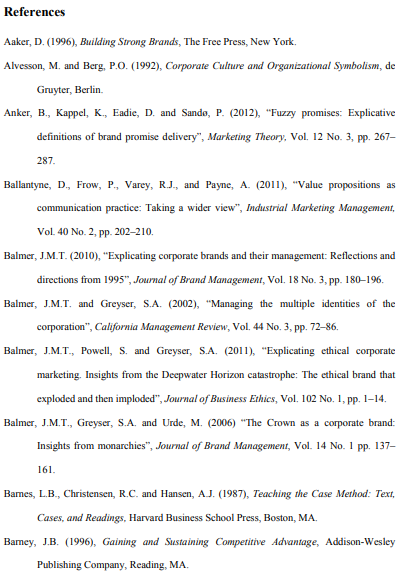 References
Aaker, D. (1996), Building Strong Brands, The Free Press, New York.
Alvesson, M. and Berg, P.O. (1992), Corporate Culture and Organizational Symbolism, de
Gruyter, Berlin.
Anker, B., Kappel, K., Eadie, D. and Sandø, P. (2012), “Fuzzy promises: Explicative
definitions of brand promise delivery”, Marketing Theory, Vol. 12 No. 3, pp. 267–
287.
Ballantyne, D., Frow, P., Varey, R.J., and Payne, A. (2011), “Value propositions as
communication practice: Taking a wider view”, Industrial Marketing Management,
Vol. 40 No. 2, pp. 202–210.
Balmer, J.M.T. (2010), “Explicating corporate brands and their management: Reflections and
directions from 1995”, Journal of Brand Management, Vol. 18 No. 3, pp. 180–196.
Balmer, J.M.T. and Greyser, S.A. (2002), “Managing the multiple identities of the
corporation”, California Management Review, Vol. 44 No. 3, pp. 72–86.
Balmer, J.M.T., Powell, S. and Greyser, S.A. (2011), “Explicating ethical corporate
marketing. Insights from the Deepwater Horizon catastrophe: The ethical brand that
exploded and then imploded”, Journal of Business Ethics, Vol. 102 No. 1, pp. 1–14.
Balmer, J.M.T., Greyser, S.A. and Urde, M. (2006) “The Crown as a corporate brand:
Insights from monarchies”, Journal of Brand Management, Vol. 14 No. 1 pp. 137–
161.
Barnes, L.B., Christensen, R.C. and Hansen, A.J. (1987), Teaching the Case Method: Text,
Cases, and Readings, Harvard Business School Press, Boston, MA.
Barney, J.B. (1996), Gaining and Sustaining Competitive Advantage, Addison-Wesley
Publishing Company, Reading, MA.